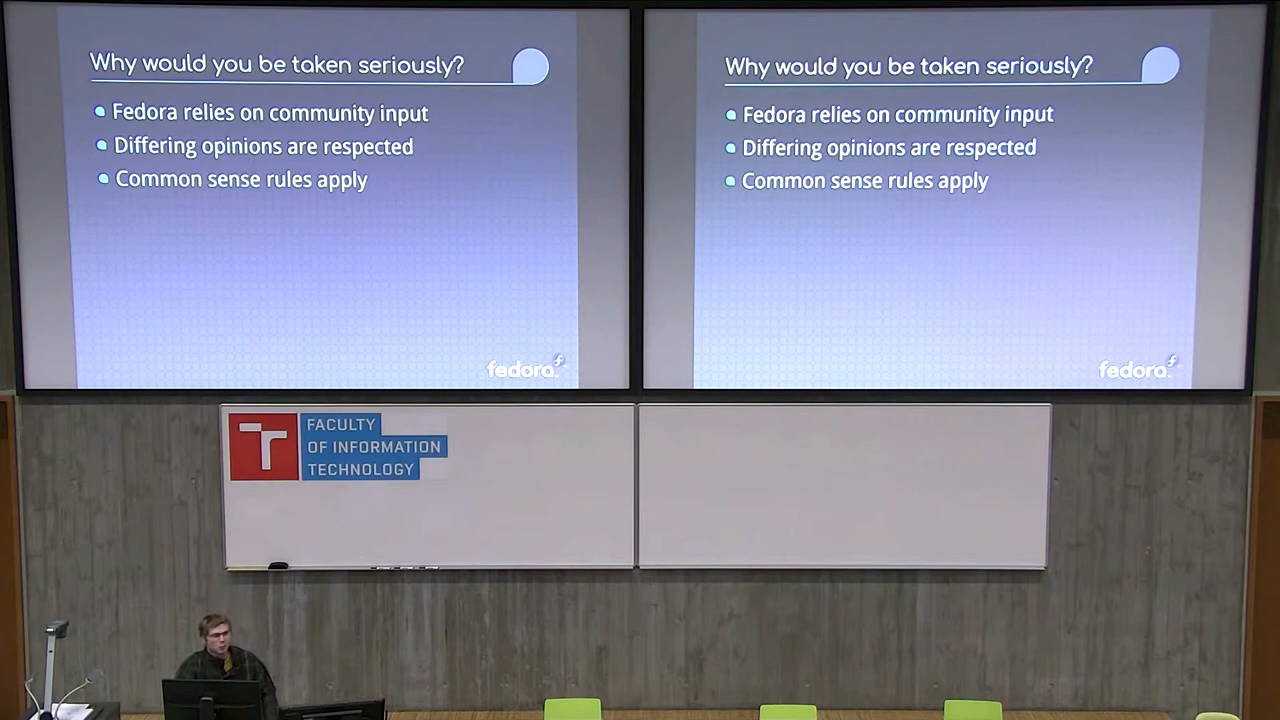 Why would you be taken seriously?
Fedora relies on community input
Differing opinions are respected
Common sense rules apply
fedora
Why would you be taken seriously?
Fedora relies on community input
Differing opinions are respected
Common sense rules apply
fedora
FACULTY
OF INFORMATION
TECHNOLOGY